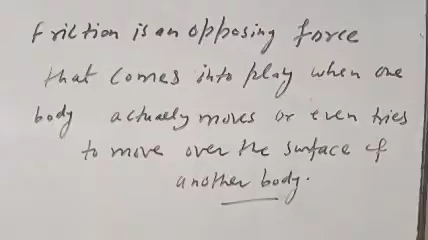 Friction is an opposing force
that comes into play when one
body actually moves or even tries
to move over the surface of
another body.